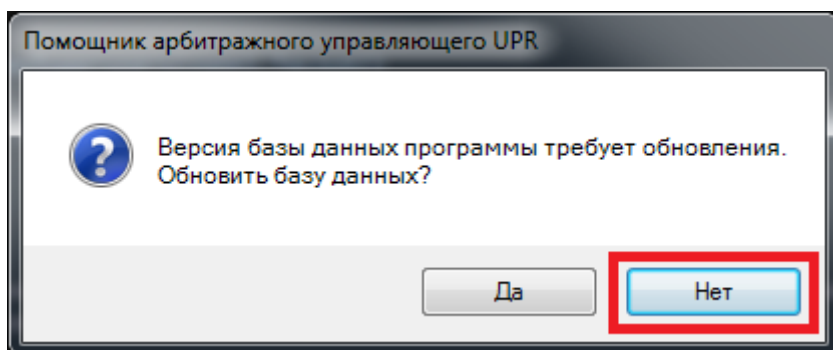 Помощник арбитражного управляющего UPR
Версия базы данных программы требует обновления.
Обновить базу данных?
Да
Нет